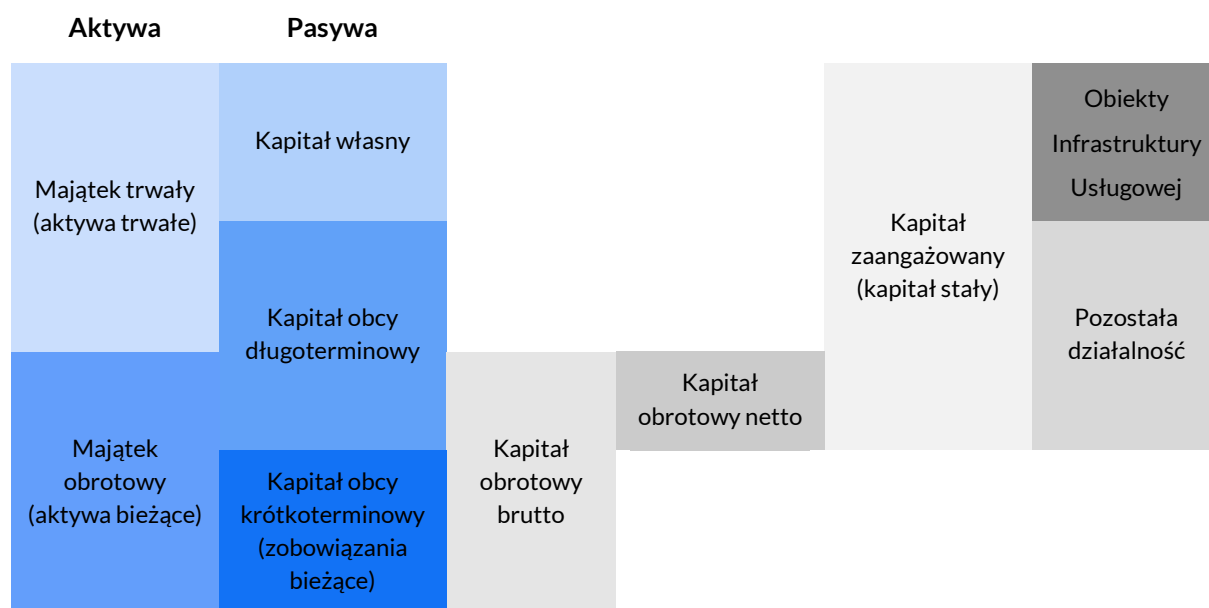 Aktywa
Pasywa
Majątek trwały
(aktywa trwałe)
Majątek
obrotowy
(aktywa bieżące)
Kapitał własny
Kapitał obcy
długoterminowy
Kapitał obcy
krótkoterminowy
(zobowiązania
bieżące)
Kapitał
obrotowy
brutto
Kapitał
obrotowy netto
Kapitał
zaangażowany
(kapitał stały)
Obiekty
Infrastruktury
Usługowej
Pozostała
działalność